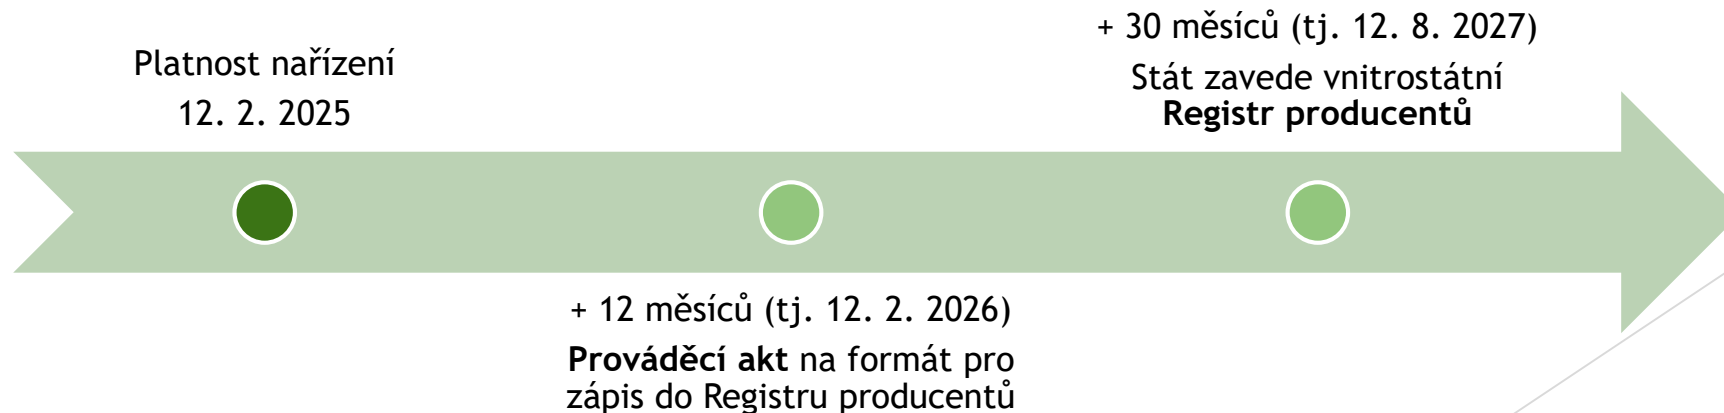 Platnost nařízení
12. 2. 2025
+ 12 měsíců (tj. 12. 2. 2026)
Prováděcí akt na formát pro
zápis do Registru producentů
+ 30 měsíců (tj. 12. 8. 2027)
Stát zavede vnitrostátní
Registr producentů